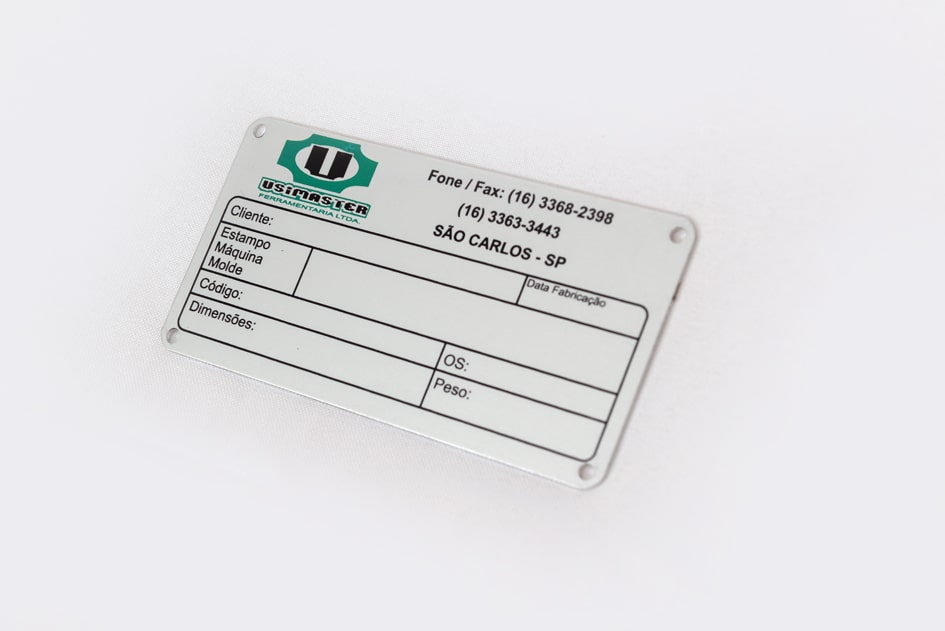 U
USIMASTER
FERRAMENTARIA LTDA.
Fone / Fax: (16) 3368-2398
(16) 3363-3443
SÃO CARLOS - SP
Cliente:
Data Fabricação
Estampo
Máquina
Molde
Código:
OS:
Dimensões:
Peso: